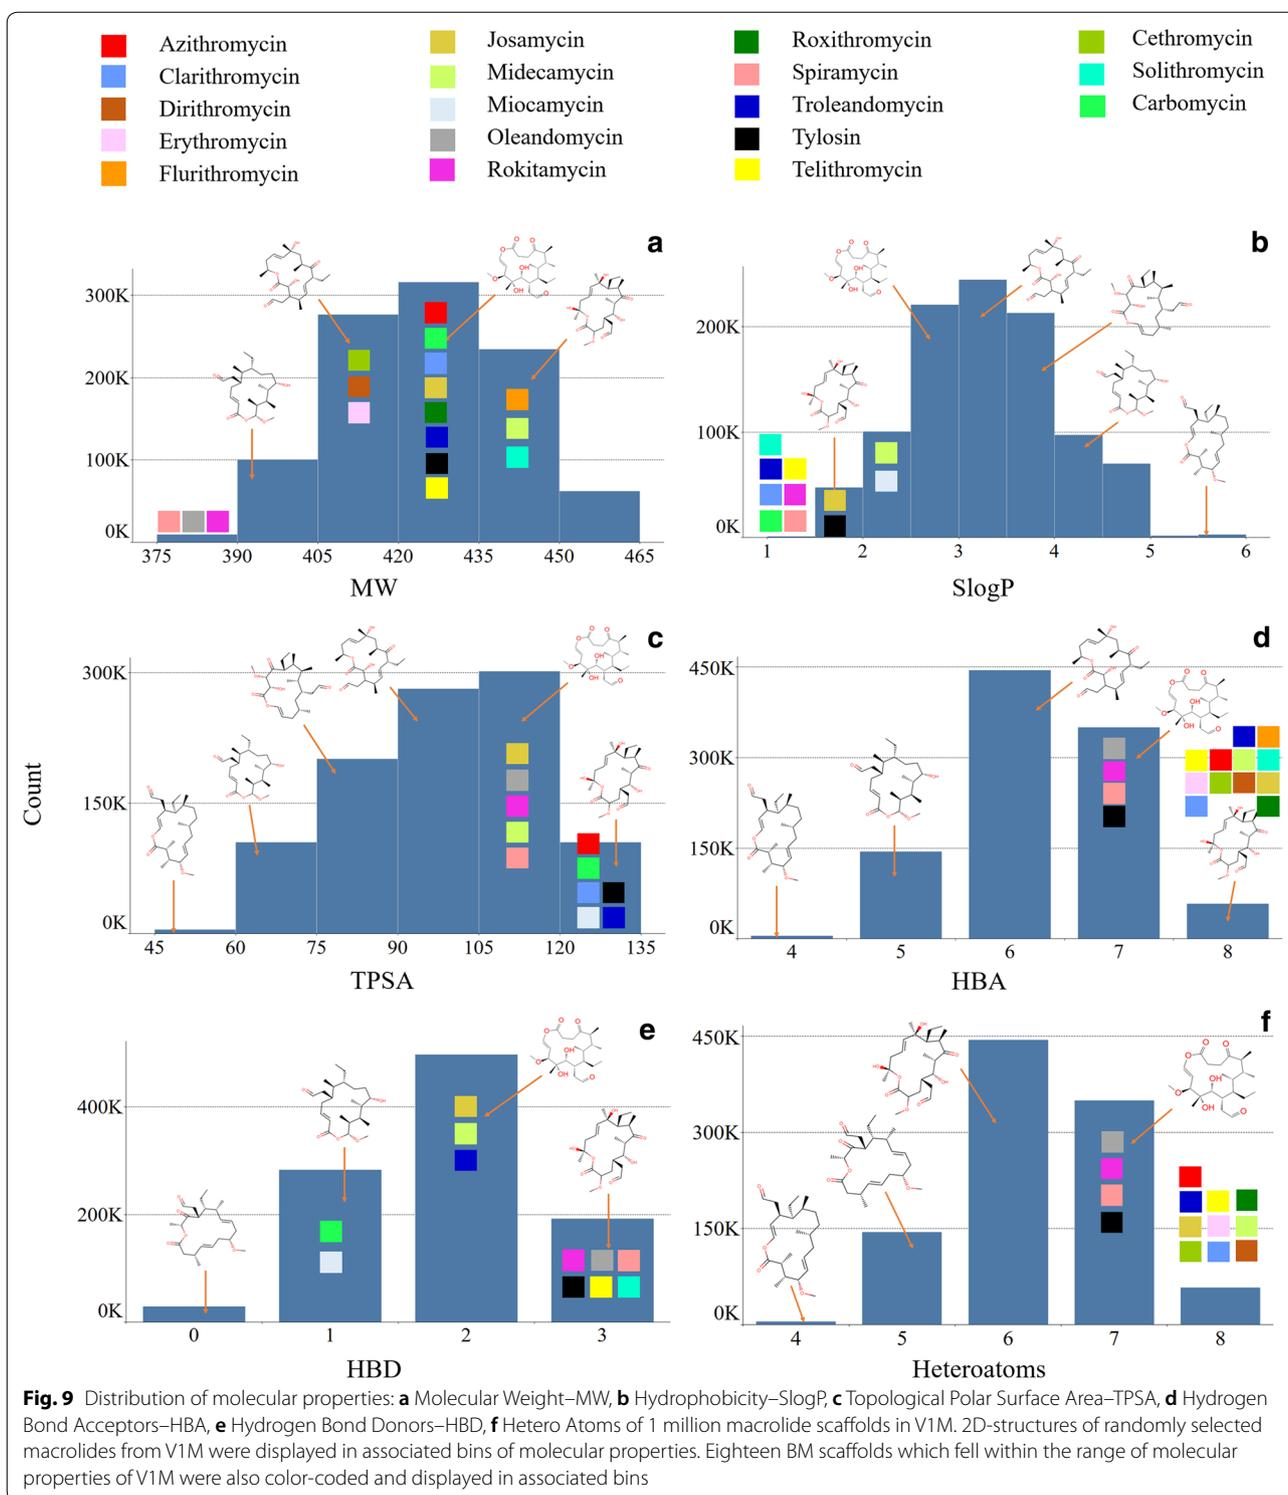 Azithromycin
Clarithromycin
Dirithromycin
Erythromycin
Flurithromycin
Josamycin
Midecamycin
Miocamycin
Oleandomycin
Rokitamycin
Roxithromycin
Spiramycin
Troleandomycin
Tylosin
Telithromycin
Cethromycin
Solithromycin
Carbomycin
a
300K
200K
100K
0K
375 390 405 420 435 450 465
MW
b
200K
100K
0K
1 2 3 4 5 6
SlogP
Count
c
300K
150K
0K
45 60 75 90 105 120 135
TPSA
d
450K
300K
150K
0K
4 5 6 7 8
HBA
e
400K
200K
0K
0 1 2 3
HBD
f
450K
300K
150K
0K
4 5 6 7 8
Heteroatoms
Fig. 9 Distribution of molecular properties: a Molecular Weight–MW, b Hydrophobicity–SlogP, c Topological Polar Surface Area–TPSA, d Hydrogen
Bond Acceptors–HBA, e Hydrogen Bond Donors–HBD, f Hetero Atoms of 1 million macrolide scaffolds in V1M. 2D-structures of randomly selected
macrolides from V1M were displayed in associated bins of molecular properties. Eighteen BM scaffolds which fell within the range of molecular
properties of V1M were also color-coded and displayed in associated bins